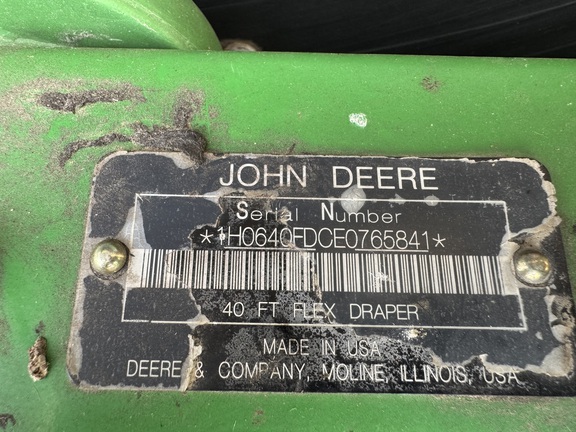 JOHN DEERE
Serial Number
*1H0640FDCE0765841*
40 FT FLEX DRAPER
MADE IN USA
DEERE & COMPANY, MOLINE, ILLINOIS, USA